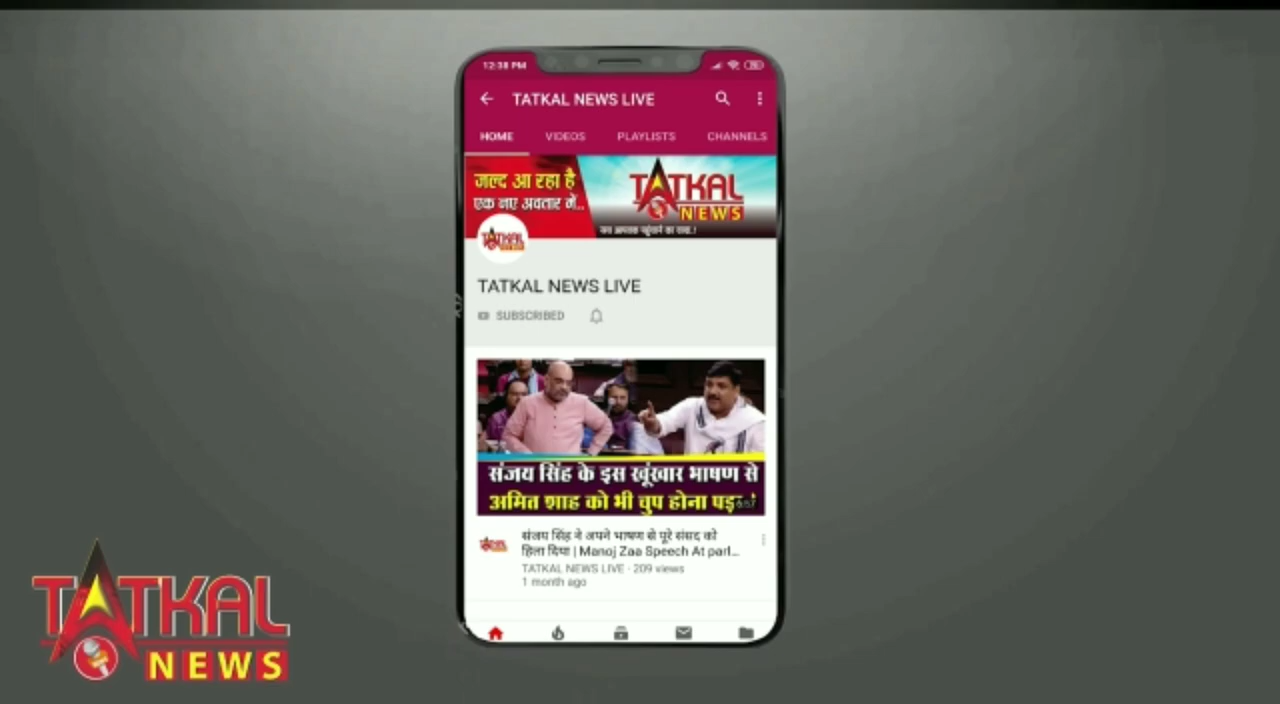 12:38 PM
TATKAL NEWS LIVE
HOME VIDEOS PLAYLISTS CHANNELS
जल्द आ रहा है
एक नए अवतार में..
TATKAL
NEWS
TATKAL
TATKAL NEWS LIVE
SUBSCRIBED
संजय सिंह के इस खूंखार भाषण से
अमित शाह को भी चुप होना पड़
TATKAL
संजय सिंह ने अपने भाषण से पूरे संसद को
हिला दिया | Manoj Zaa Speech At parl...
TATKAL NEWS LIVE · 209 views
1 month ago
TATKAL
NEWS